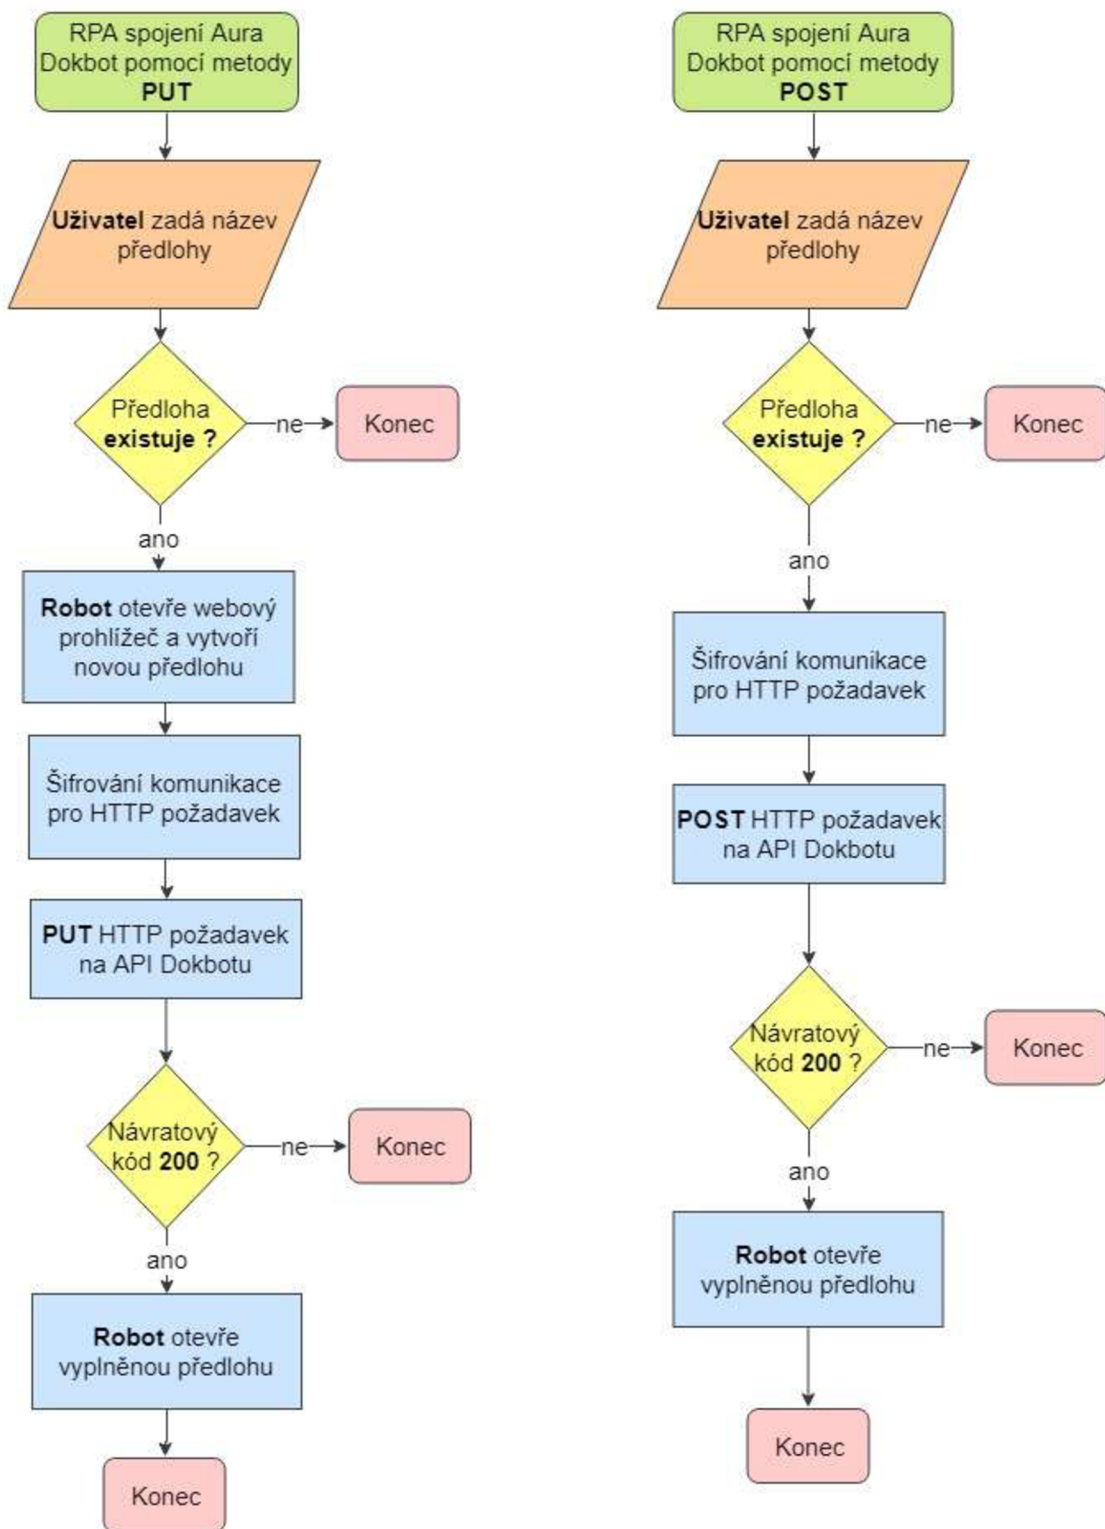 RPA spojení Aura
Dokbot pomocí metody
PUT
Uživatel zadá název
předlohy
Předloha
existuje ?
ne
Konec
ano
Robot otevře webový
prohlížeč a vytvoří
novou předlohu
Šifrování komunikace
pro HTTP požadavek
PUT HTTP požadavek
na API Dokbotu
Návratový
kód 200 ?
ne
Konec
ano
Robot otevře
vyplněnou předlohu
Konec
RPA spojení Aura
Dokbot pomocí metody
POST
Uživatel zadá název
předlohy
Předloha
existuje ?
ne
Konec
ano
Šifrování komunikace
pro HTTP požadavek
POST HTTP požadavek
na API Dokbotu
Návratový
kód 200 ?
ne
Konec
ano
Robot otevře
vyplněnou předlohu
Konec